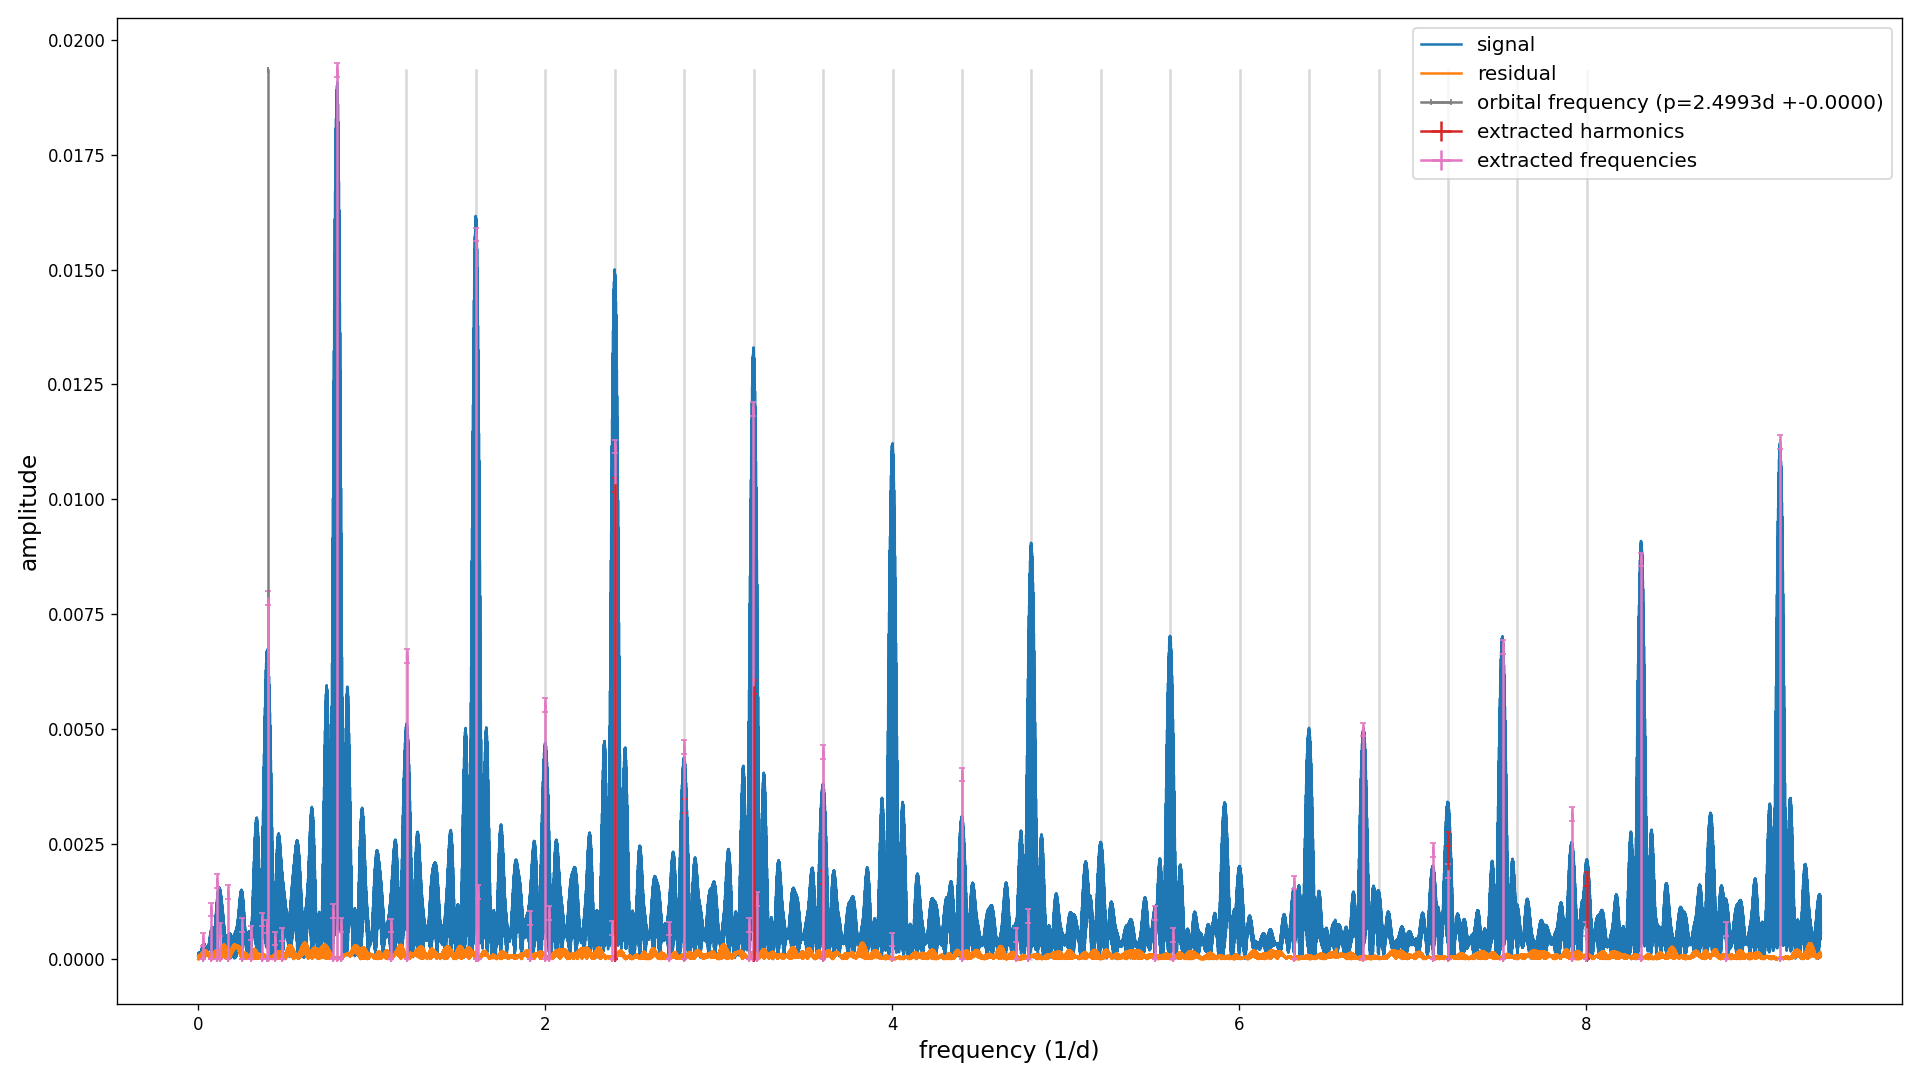 signal
residual
orbital frequency (p=2.4993d +-0.0000)
extracted harmonics
extracted frequencies
amplitude
0.0200
0.0175
0.0150
0.0125
0.0100
0.0075
0.0050
0.0025
0.0000
0 2 4 6 8
frequency (1/d)